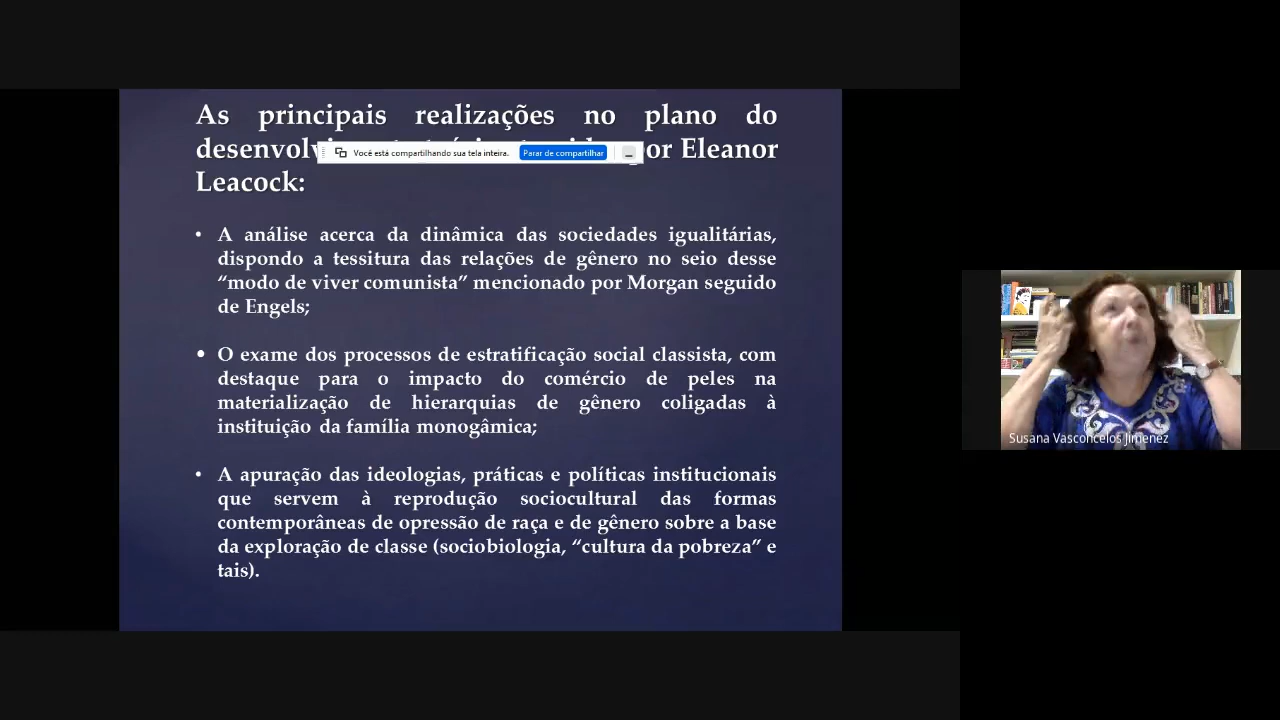 As principais realizações no plano do
desenvolv por Eleanor
Você está compartilhando sua tela inteira. Parar de compartilhar
Leacock:
• A análise acerca da dinâmica das sociedades igualitárias,
dispondo a tessitura das relações de gênero no seio desse
“modo de viver comunista” mencionado por Morgan seguido
de Engels;
• O exame dos processos de estratificação social classista, com
destaque para o impacto do comércio de peles na
materialização de hierarquias de gênero coligadas à
instituição da família monogâmica;
• A apuração das ideologias, práticas e políticas institucionais
que servem à reprodução sociocultural das formas
contemporâneas de opressão de raça e de gênero sobre a base
da exploração de classe (sociobiologia, “cultura da pobreza” e
tais).
Susana Vasconcelos Jimenez